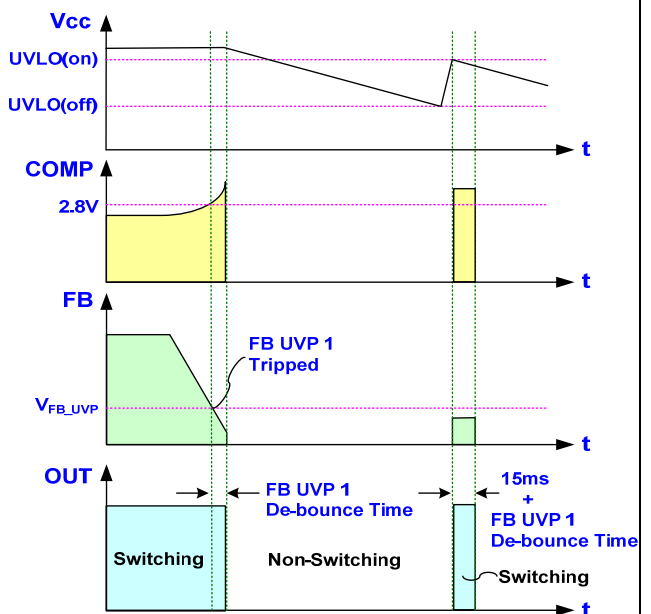 Vcc
UVLO(on)
UVLO(off)
t
COMP
2.8V
t
FB
FB UVP 1
Tripped
VFB_UVP
t
OUT
FB UVP 1
De-bounce Time
15ms
+
FB UVP 1
De-bounce Time
Switching
Non-Switching
Switching
t